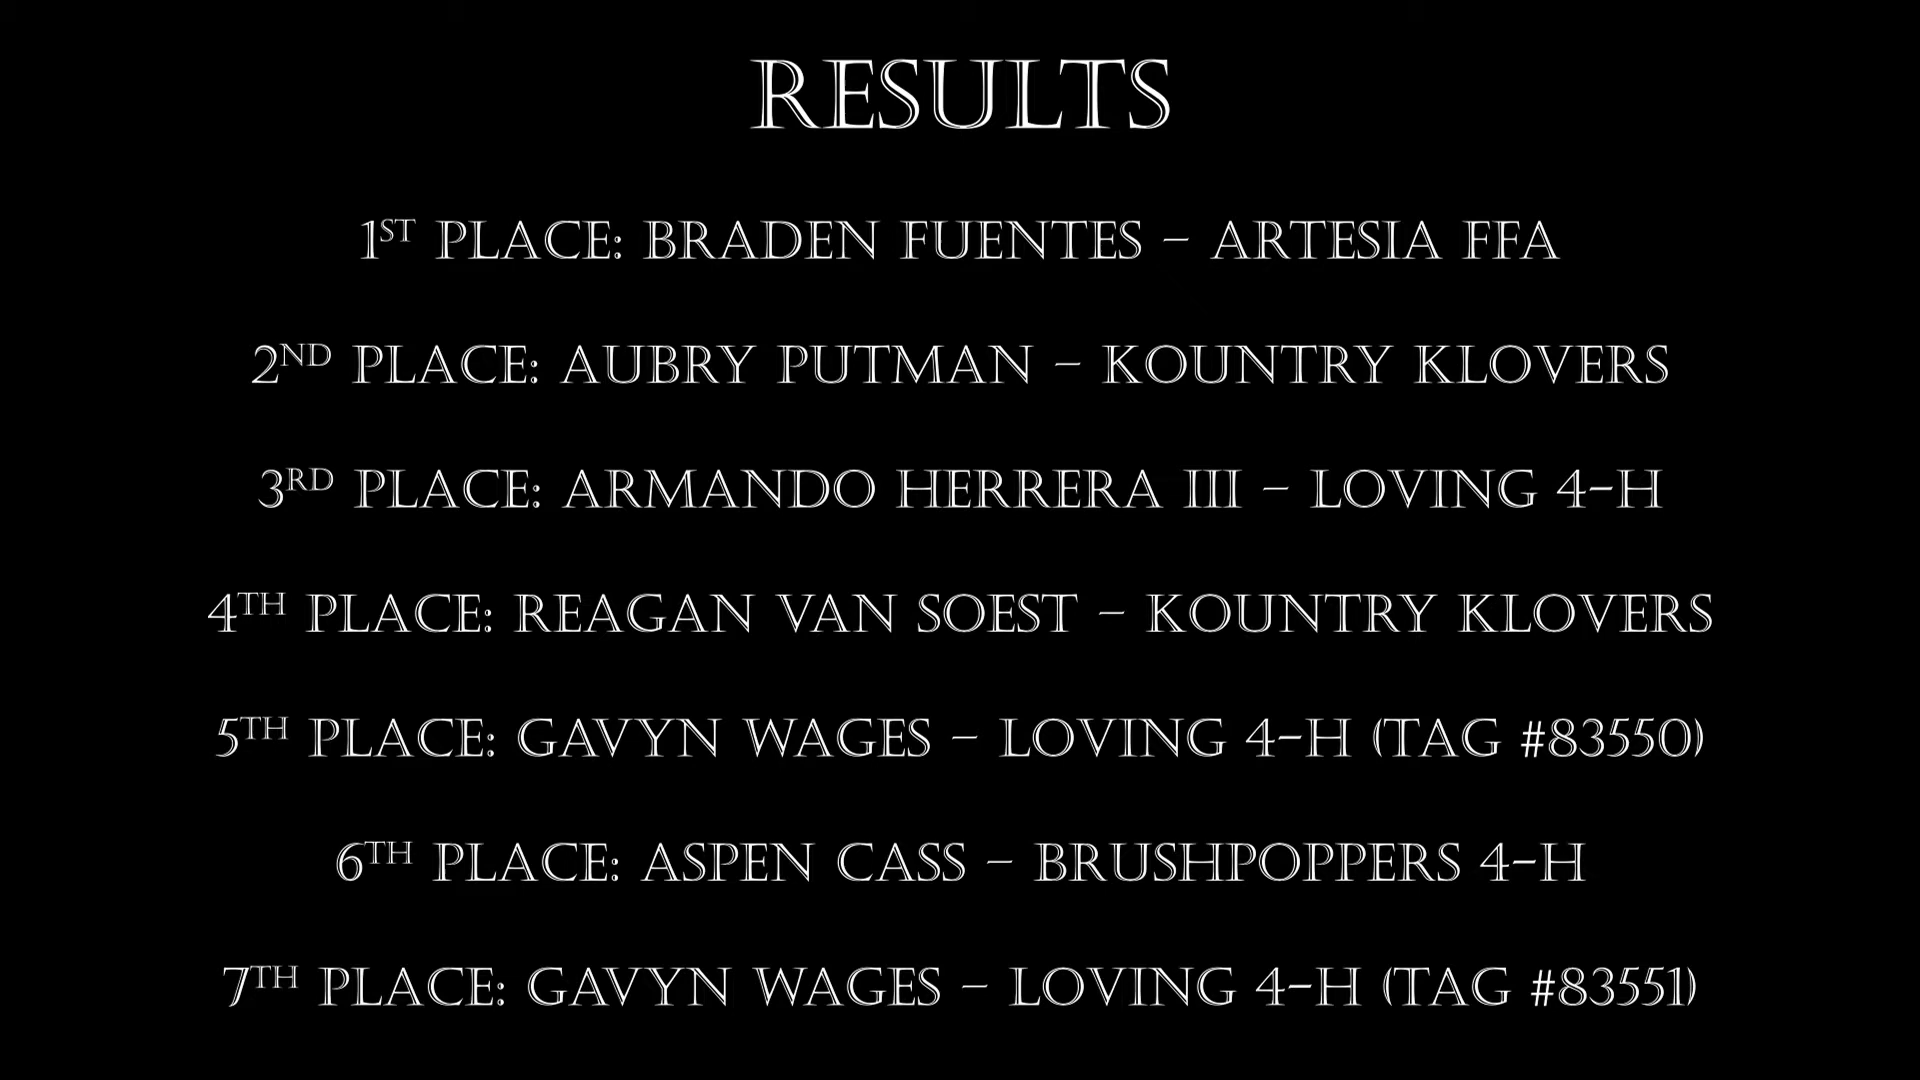 RESULTS
1ST PLACE: BRADEN FUENTES – ARTESIA FFA
2ND PLACE: AUBRY PUTMAN – KOUNTRY KLOVERS
3RD PLACE: ARMANDO HERRERA III – LOVING 4-H
4TH PLACE: REAGAN VAN SOEST – KOUNTRY KLOVERS
5TH PLACE: GAVYN WAGES – LOVING 4-H (TAG #83550)
6TH PLACE: ASPEN CASS – BRUSHPOPPERS 4-H
7TH PLACE: GAVYN WAGES – LOVING 4-H (TAG #83551)